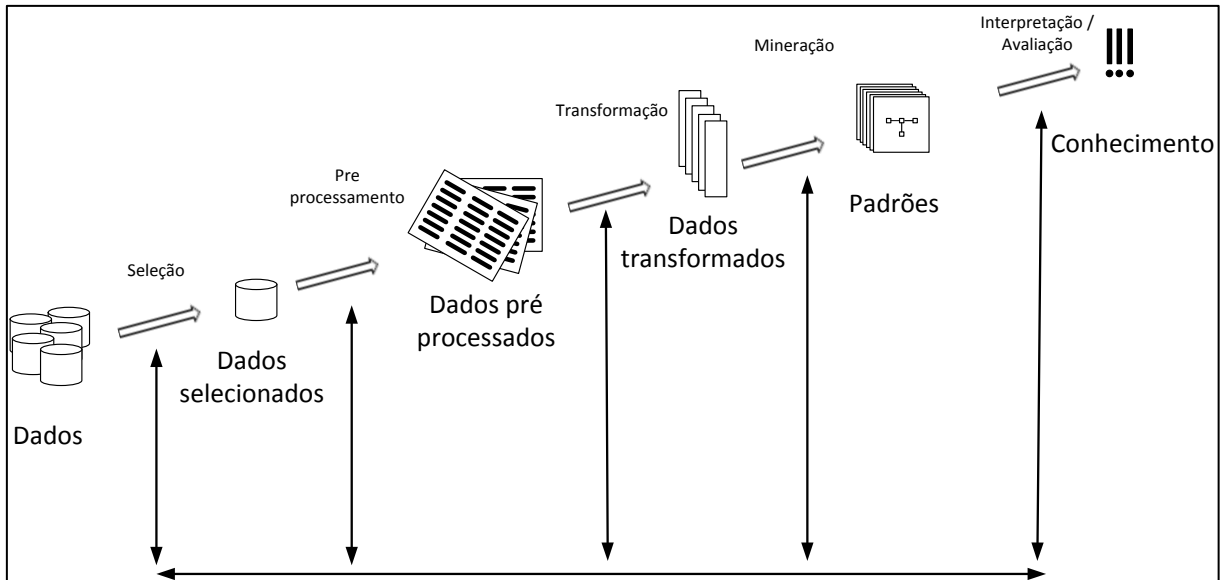 Dados
Seleção
Dados
selecionados
Pre
processamento
Dados pré
processados
Transformação
Dados
transformados
Mineração
Padrões
Interpretação /
Avaliação
!!!
Conhecimento